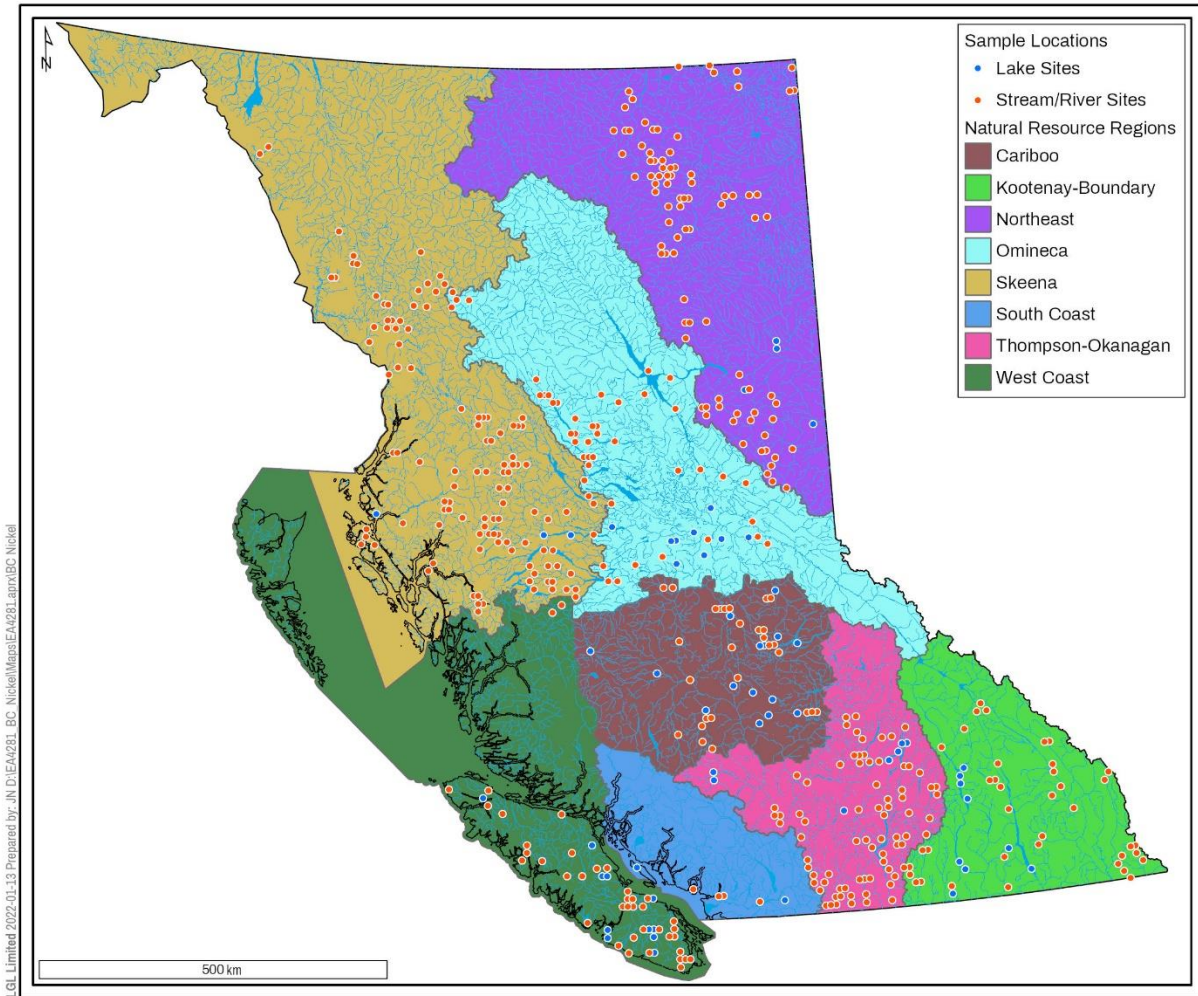 N
Sample Locations
Lake Sites
Stream/River Sites
Natural Resource Regions
Cariboo
Kootenay-Boundary
Northeast
Omineca
Skeena
South Coast
Thompson-Okanagan
West Coast
500 km
LGL Limited 2022-01-13 Prepared by: JN D:\EA4281_BC_Nickel\Maps\EA4281.aprx\BC Nickel